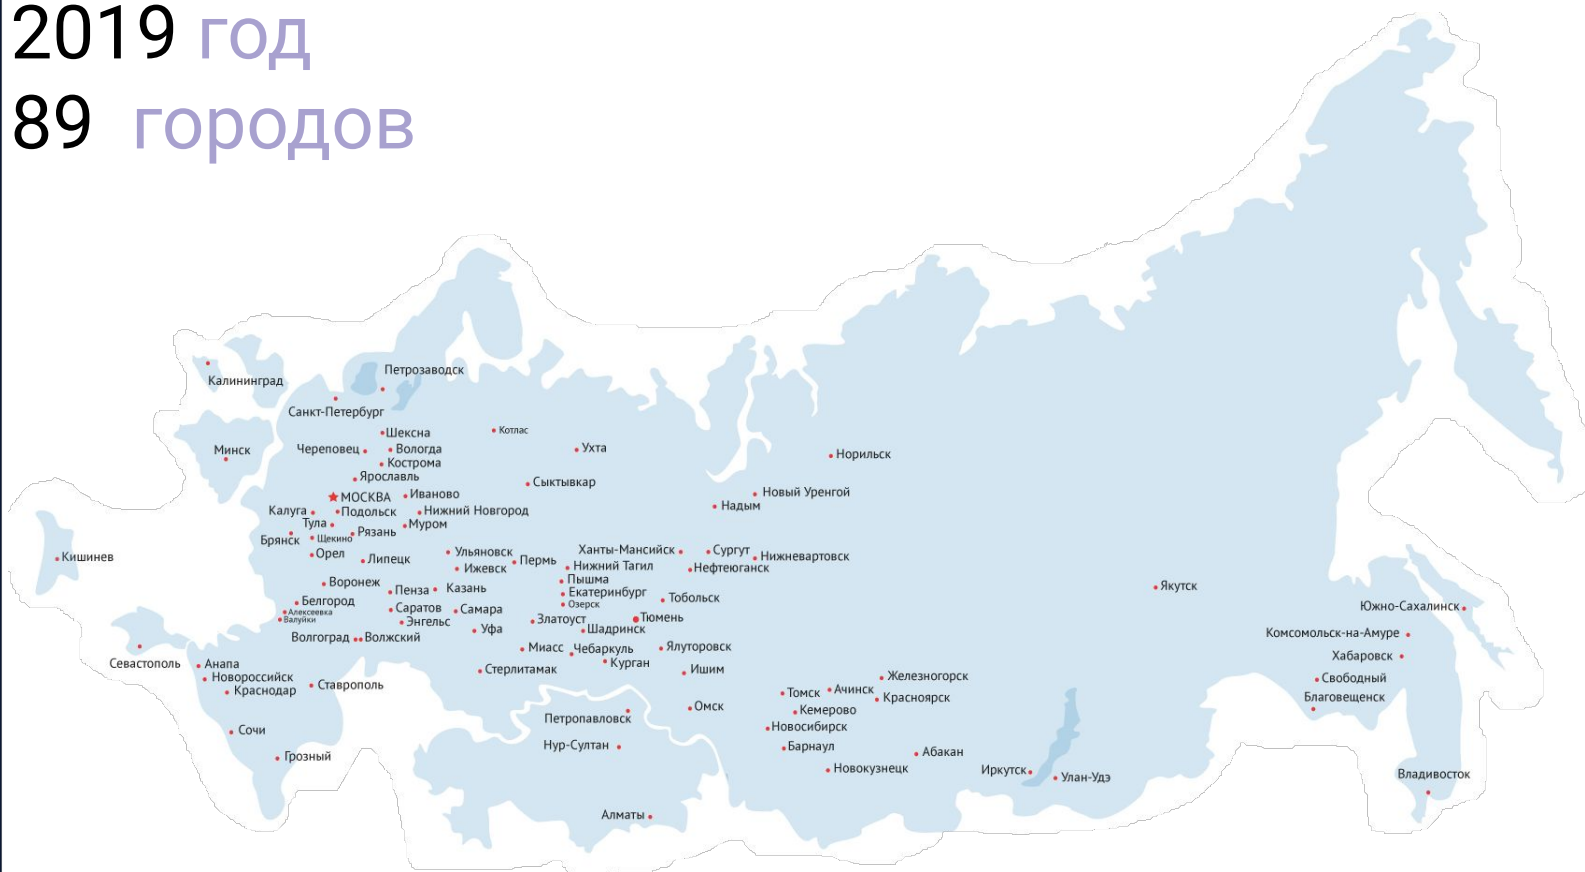 2019 год
89 городов
Петрозаводск
Калининград
Санкт-Петербург
Шексна
Котлас
Череповец
Вологда
Ухта
Минск
Кострома
Норильск
Ярославль
Сыктывкар
МОСКВА
Иваново
Новый Уренгой
Надым
Калуга
Подольск
Нижний Новгород
Тула
Муром
Брянск
Щекино
Рязань
Орел
Липецк
Ульяновск
Пермь
Ханты-Мансийск
Сургут
Нижневартовск
Кишинев
Ижевск
Нижний Тагил
Нефтеюганск
Воронеж
Пенза
Казань
Пышма
Екатеринбург
Якутск
Белгород
Озерск
Тобольск
Алексеевка
Саратов
Самара
Южно-Сахалинск
Валуйки
Энгельс
Златоуст
Тюмень
Уфа
Шадринск
Комсомольск-на-Амуре
Волгоград
Волжский
Миасс
Чебаркуль
Ялуторовск
Хабаровск
Севастополь
Анапа
Стерлитамак
Курган
Ишим
Новороссийск
Железногорск
Свободный
Краснодар
Ставрополь
Томск
Ачинск
Красноярск
Благовещенск
Омск
Кемерово
Петропавловск
Новосибирск
Сочи
Нур-Султан
Барнаул
Абакан
Грозный
Новокузнецк
Иркутск
Улан-Удэ
Владивосток
Алматы